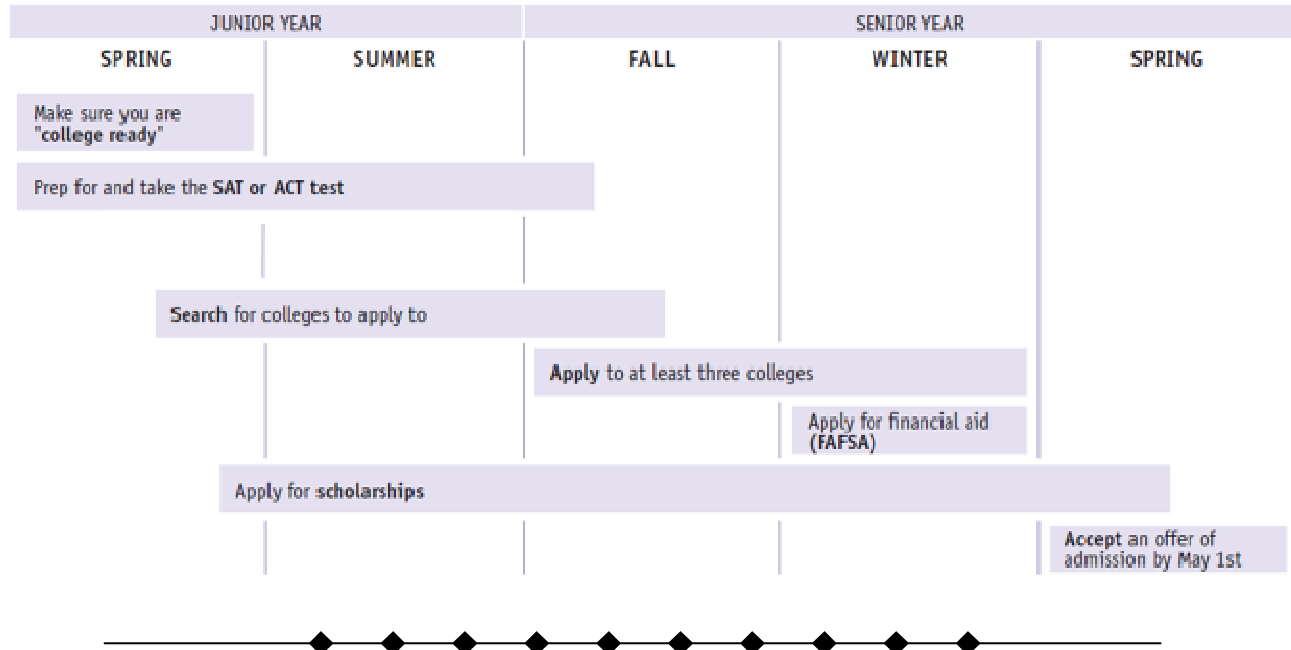 JUNIOR YEAR
SENIOR YEAR
SPRING
SUMMER
FALL
WINTER
SPRING
Make sure you are
"college ready"
Prep for and take the SAT or ACT test
Search for colleges to apply to
Apply to at least three colleges
Apply for financial aid
(FAFSA)
Apply for scholarships
Accept an offer of
admission by May 1st